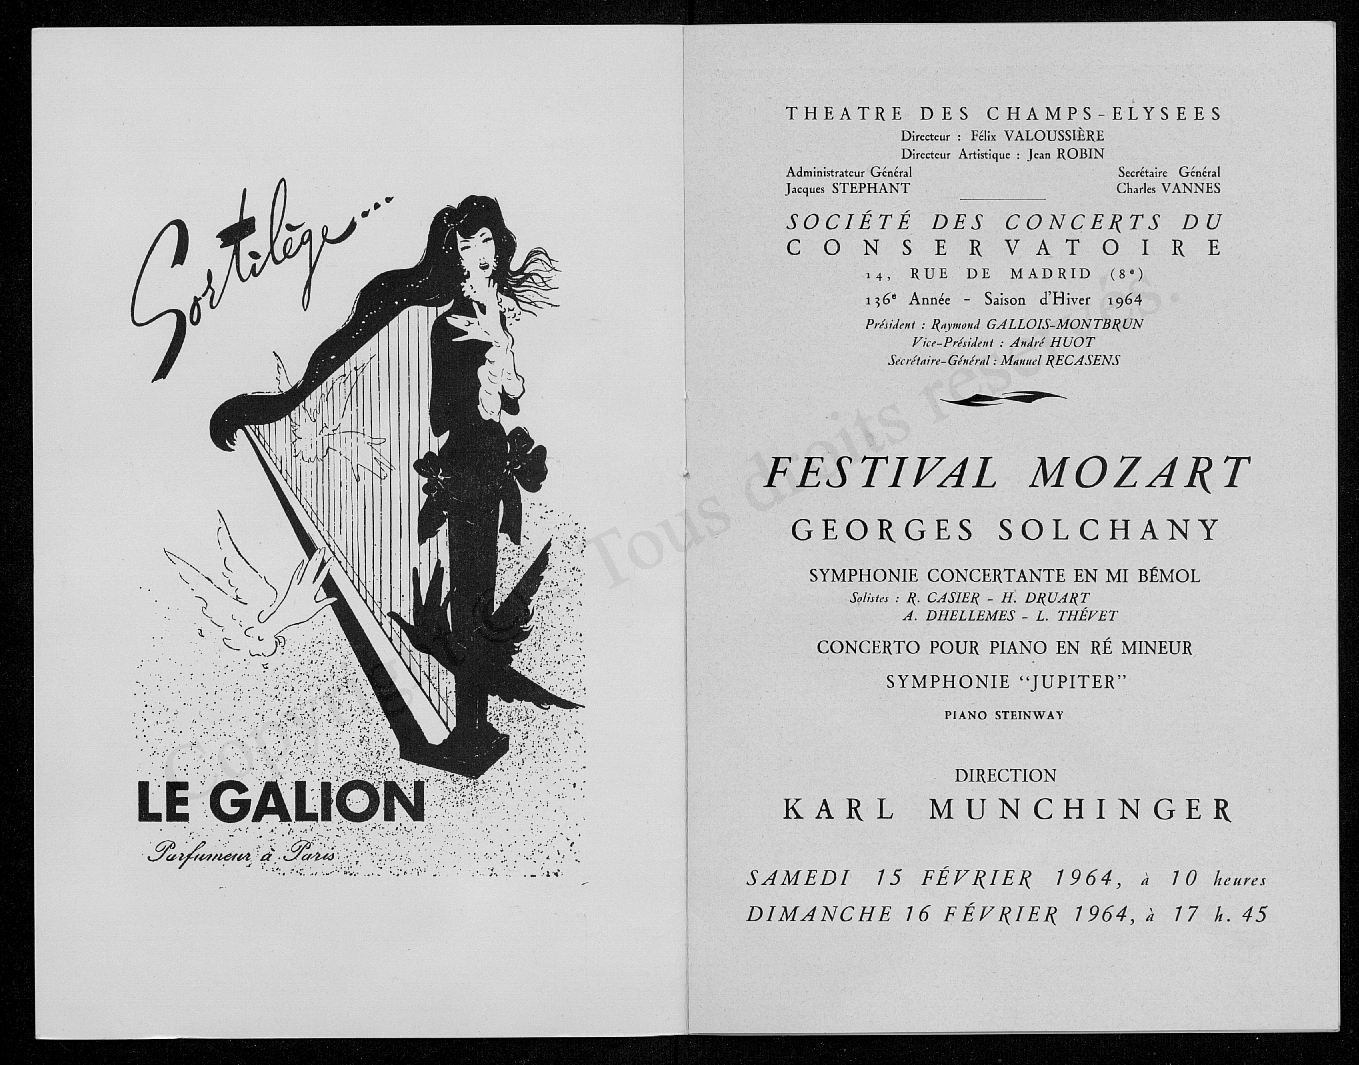 Sortilège...
LE GALION
Parfumeur à Paris
THEATRE DES CHAMPS-ELYSEES
Directeur : Félix VALOUSSIÈRE
Directeur Artistique : Jean ROBIN
Administrateur Général
Jacques STEPHANT
Secrétaire Général
Charles VANNES
SOCIÉTÉ DES CONCERTS DU
CONSERVATOIRE
14, RUE DE MADRID (8e)
136e Année - Saison d'Hiver 1964
Président : Raymond GALLOIS-MONTBRUN
Vice-Président : André HUOT
Secrétaire-Général : Manuel RECASENS
FESTIVAL MOZART
GEORGES SOLCHANY
SYMPHONIE CONCERTANTE EN MI BÉMOL
Solistes : R. CASIER - H. DRUART
A. DHELLEMES - L. THÉVET
CONCERTO POUR PIANO EN RÉ MINEUR
SYMPHONIE “JUPITER”
PIANO STEINWAY
DIRECTION
KARL MUNCHINGER
SAMEDI 15 FÉVRIER 1964, à 10 heures
DIMANCHE 16 FÉVRIER 1964, à 17 h. 45
Copyright © Tous droits reservés.